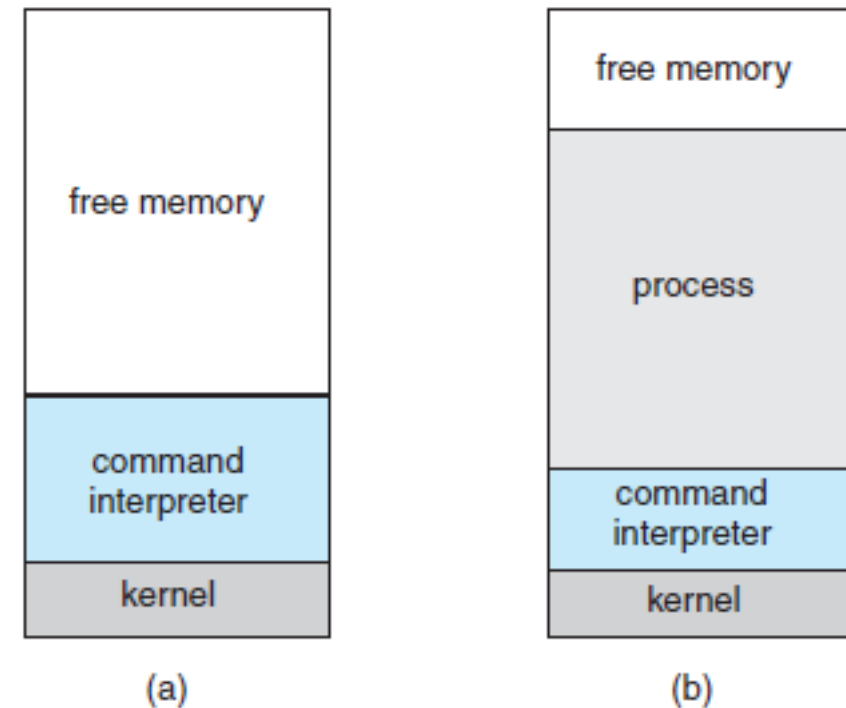 free memory
command
interpreter
kernel
(a)
free memory
process
command
interpreter
kernel
(b)